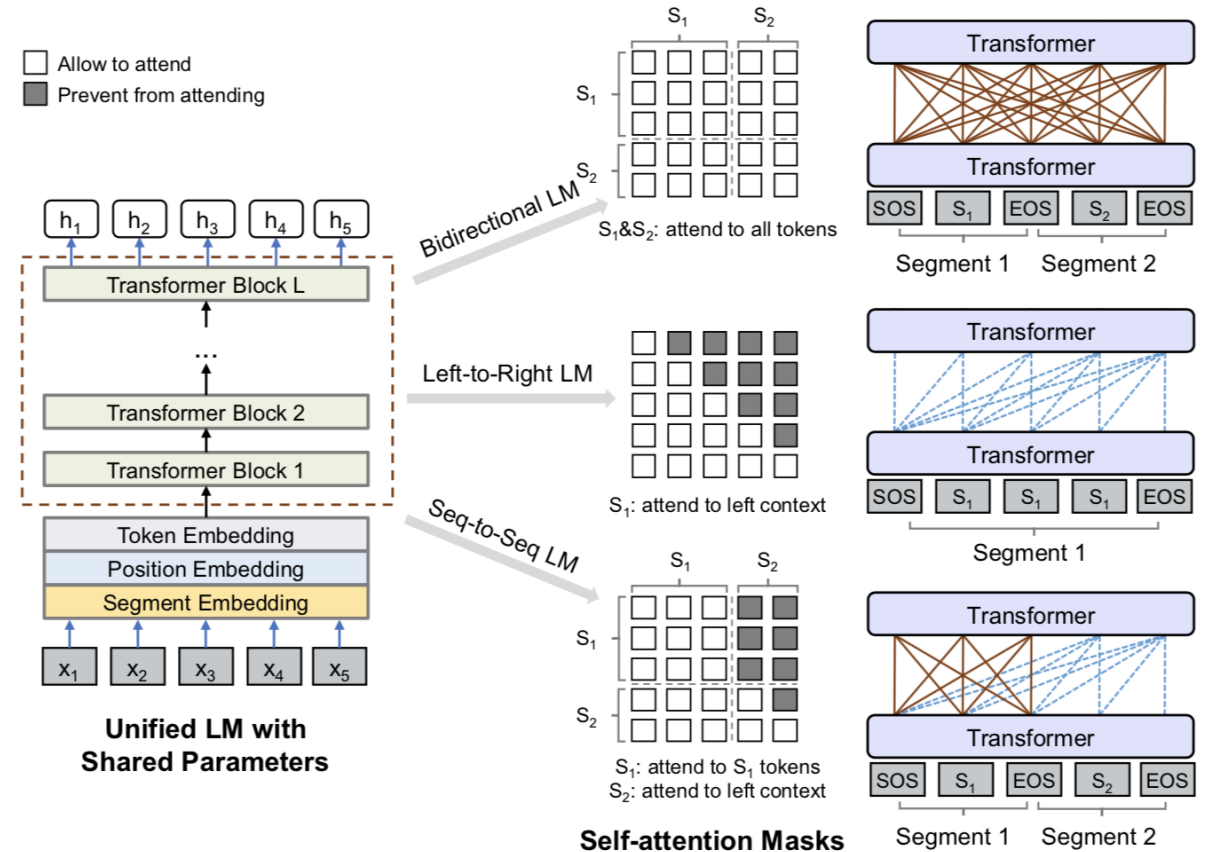 Allow to attend
Prevent from attending
h1 h2 h3 h4 h5
Transformer Block L
...
Transformer Block 2
Transformer Block 1
Token Embedding
Position Embedding
Segment Embedding
x1 x2 x3 x4 x5
Unified LM with
Shared Parameters
Bidirectional LM
Left-to-Right LM
Seq-to-Seq LM
S1 S2
S1
S2
S1&S2: attend to all tokens
S1: attend to left context
S1 S2
S1
S2
S1: attend to S1 tokens
S2: attend to left context
Self-attention Masks
Transformer
Transformer
SOS S1 EOS S2 EOS
Segment 1 Segment 2
Transformer
Transformer
SOS S1 S1 S1 EOS
Segment 1
Transformer
Transformer
SOS S1 EOS S2 EOS
Segment 1 Segment 2